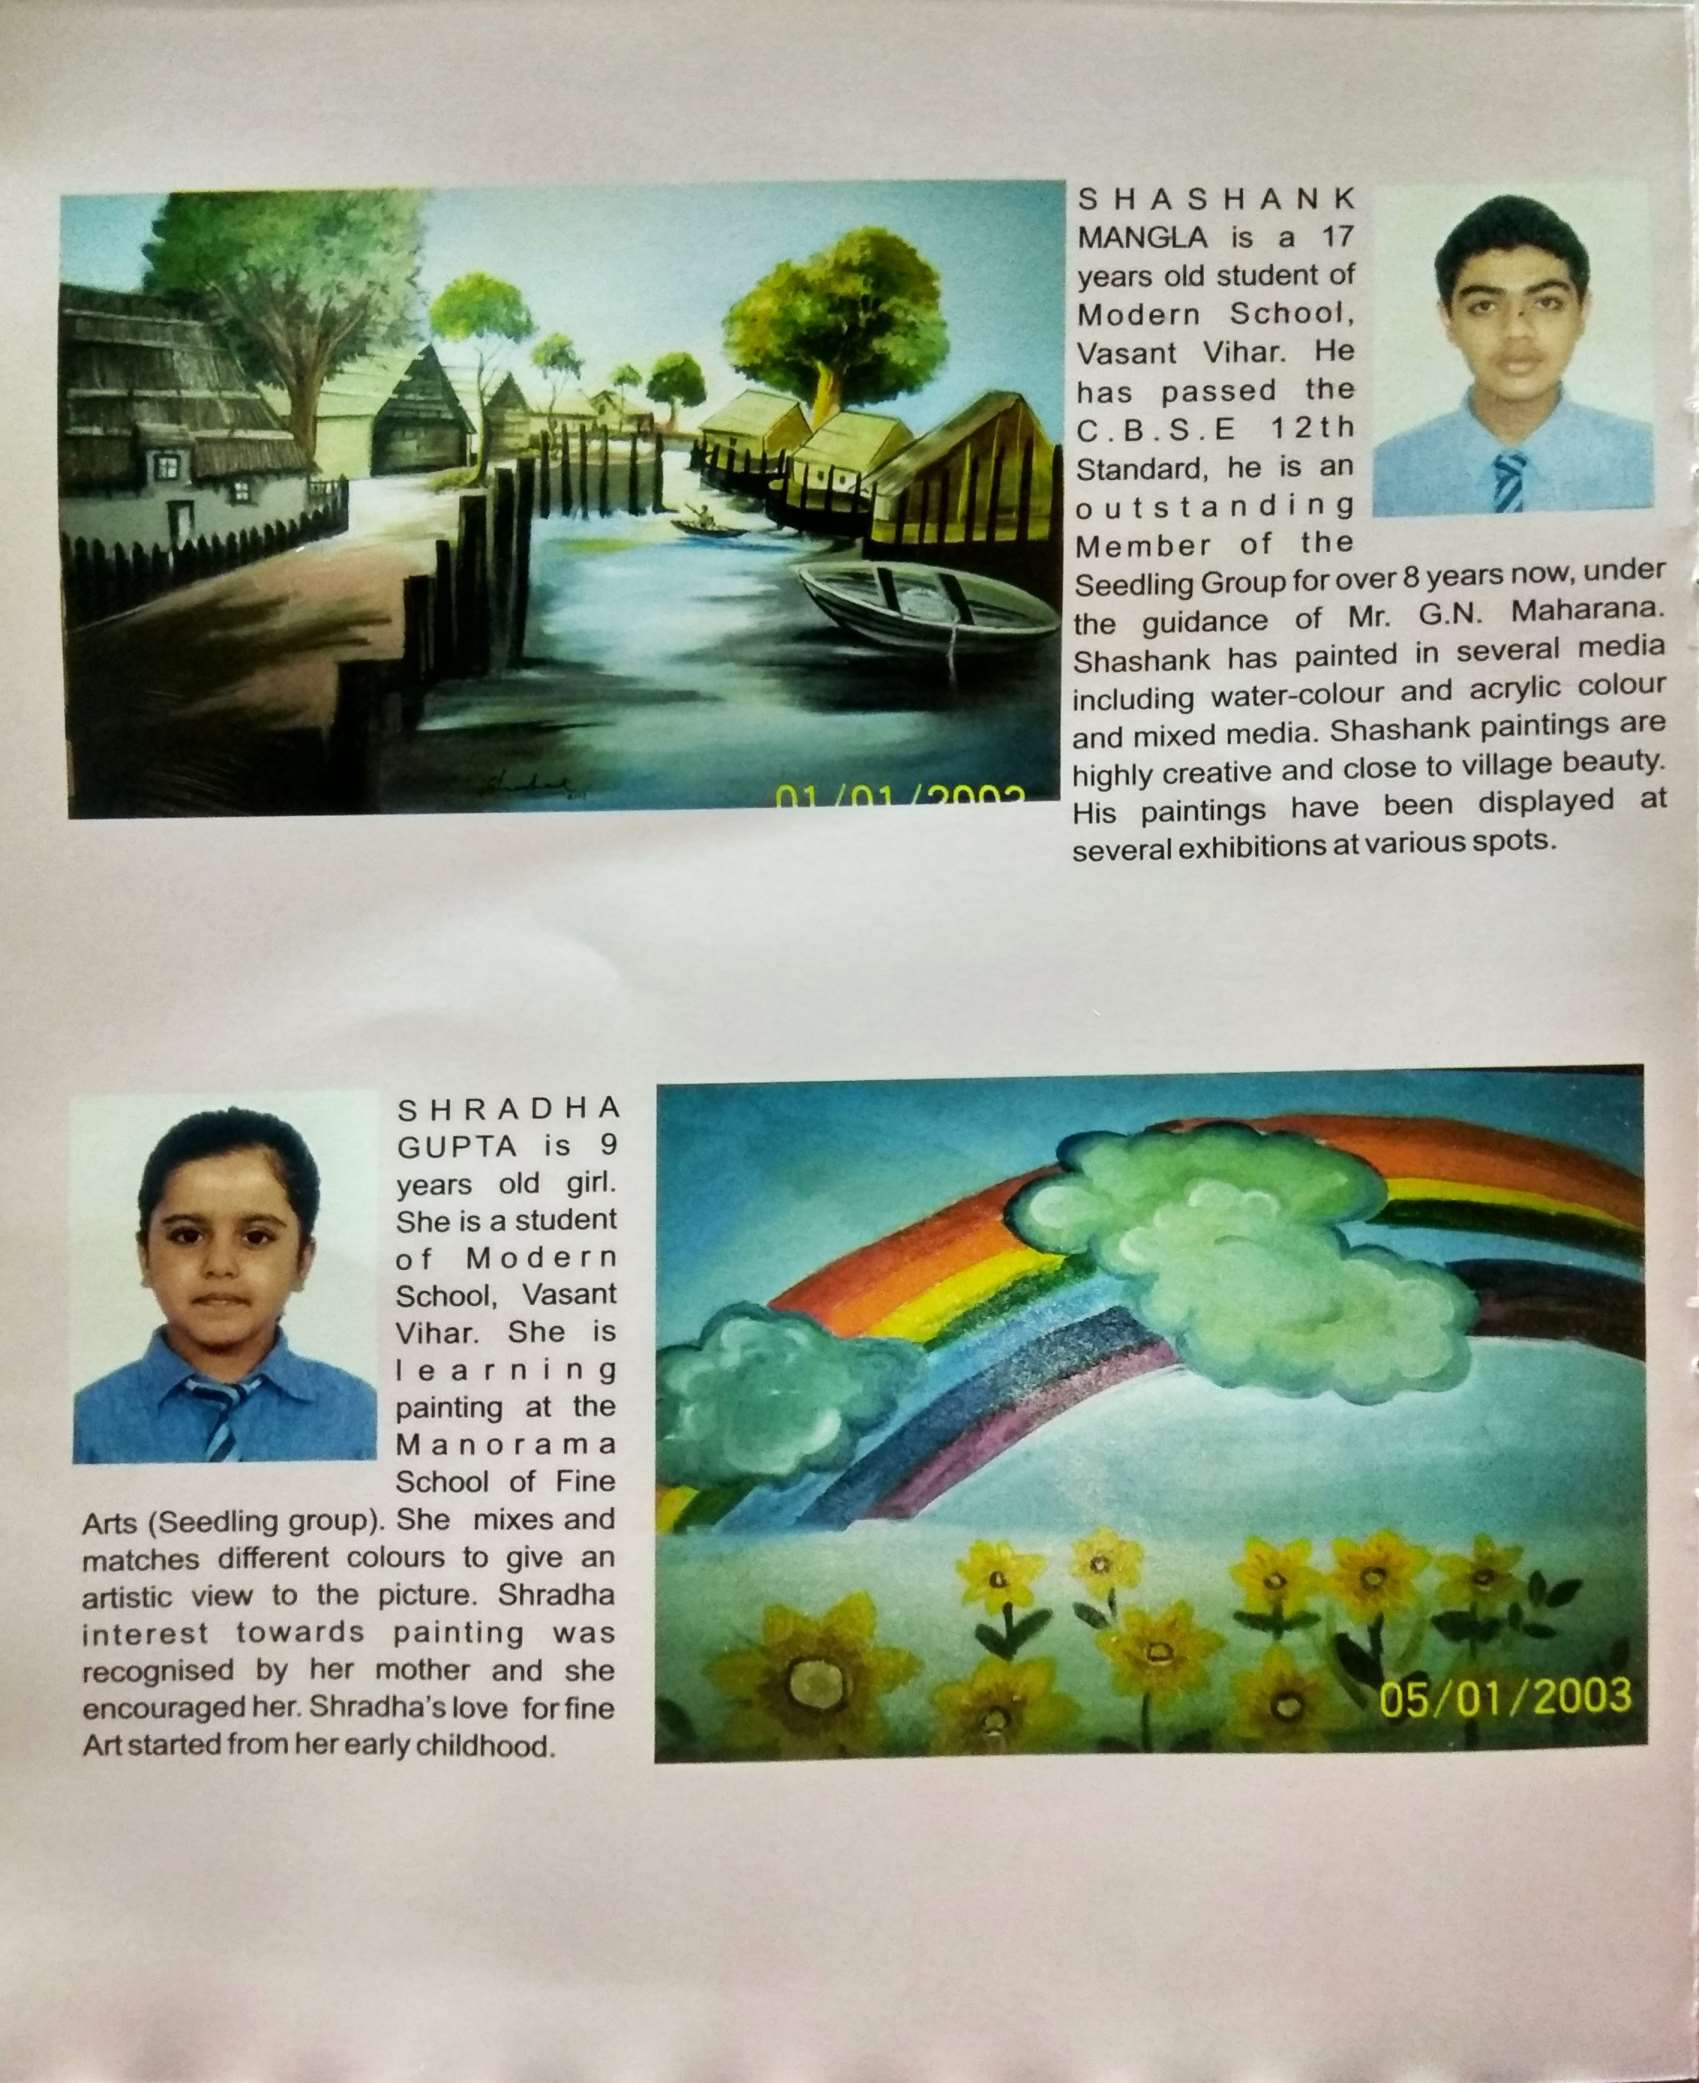 SHASHANK
MANGLA is a 17
years old student of
Modern School,
Vasant Vihar. He
has passed the
C.B.S.E 12th
Standard, he is an
outstanding
Member of the
Seedling Group for over 8 years now, under
the guidance of Mr. G.N. Maharana.
Shashank has painted in several media
including water-colour and acrylic colour
and mixed media. Shashank paintings are
highly creative and close to village beauty.
His paintings have been displayed at
several exhibitions at various spots.
01/01/2003
SHRADHA
GUPTA is 9
years old girl.
She is a student
of Modern
School, Vasant
Vihar. She is
learning
painting at the
Manorama
School of Fine
Arts (Seedling group). She mixes and
matches different colours to give an
artistic view to the picture. Shradha
interest towards painting was
recognised by her mother and she
encouraged her. Shradha's love for fine
Art started from her early childhood.
05/01/2003